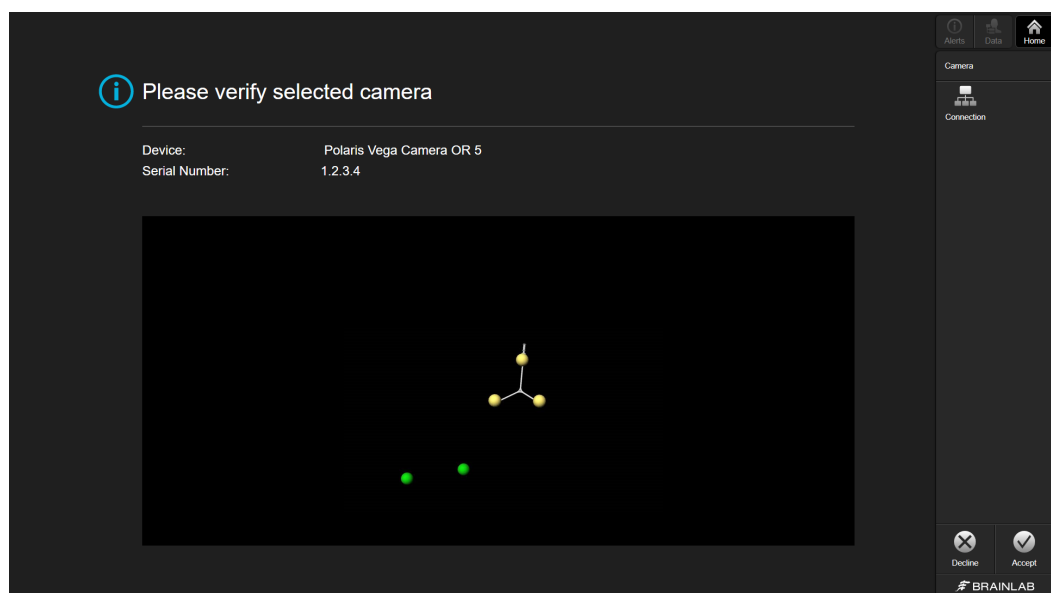 Alerts Data Home
Please verify selected camera
Camera
Connection
Device: Polaris Vega Camera OR 5
Serial Number: 1.2.3.4
Decline Accept
BRAINLAB